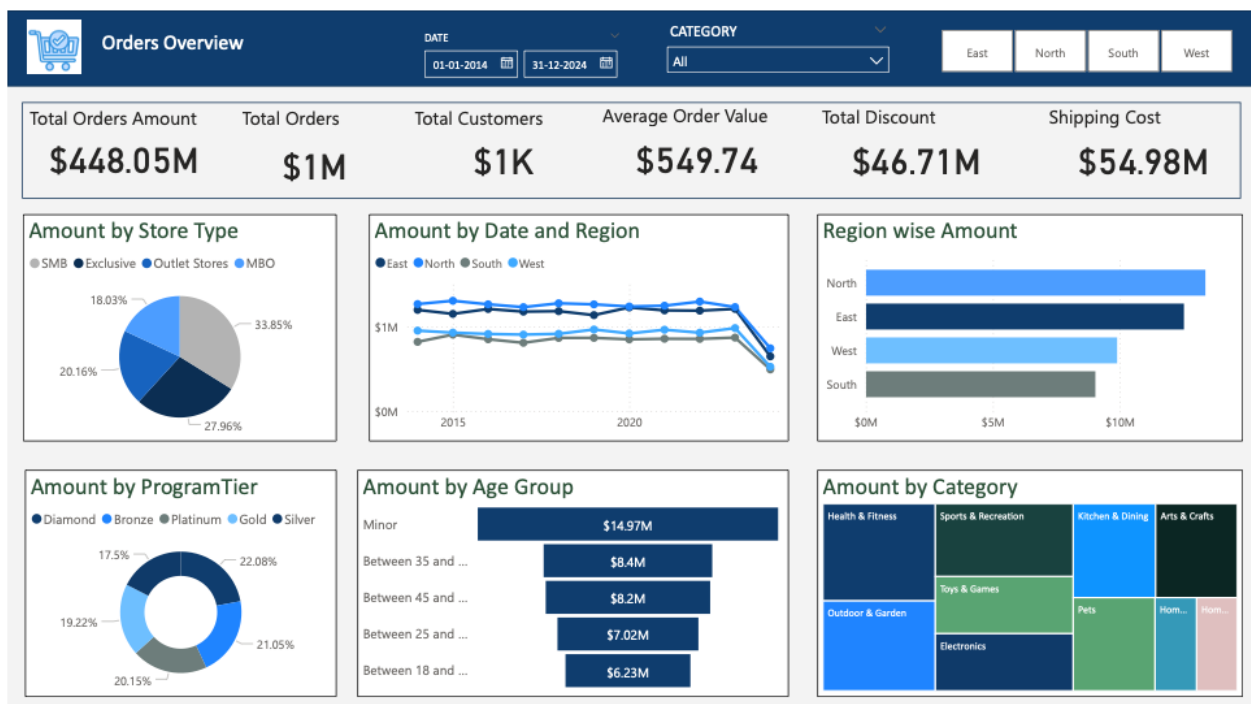 Orders Overview
DATE
01-01-2014
31-12-2024
CATEGORY
All
East
North
South
West
Total Orders Amount
$448.05M
Total Orders
$1M
Total Customers
$1K
Average Order Value
$549.74
Total Discount
$46.71M
Shipping Cost
$54.98M
Amount by Store Type
SMB Exclusive Outlet Stores MBO
18.03%
33.85%
20.16%
27.96%
Amount by Date and Region
East North South West
$1M
$0M
2015 2020
Region wise Amount
North
East
West
South
$0M $5M $10M
Amount by ProgramTier
Diamond Bronze Platinum Gold Silver
17.5%
22.08%
19.22%
21.05%
20.15%
Amount by Age Group
Minor $14.97M
Between 35 and ... $8.4M
Between 45 and ... $8.2M
Between 25 and ... $7.02M
Between 18 and ... $6.23M
Amount by Category
Health & Fitness
Outdoor & Garden
Sports & Recreation
Toys & Games
Electronics
Kitchen & Dining
Pets
Arts & Crafts
Hom...
Hom...